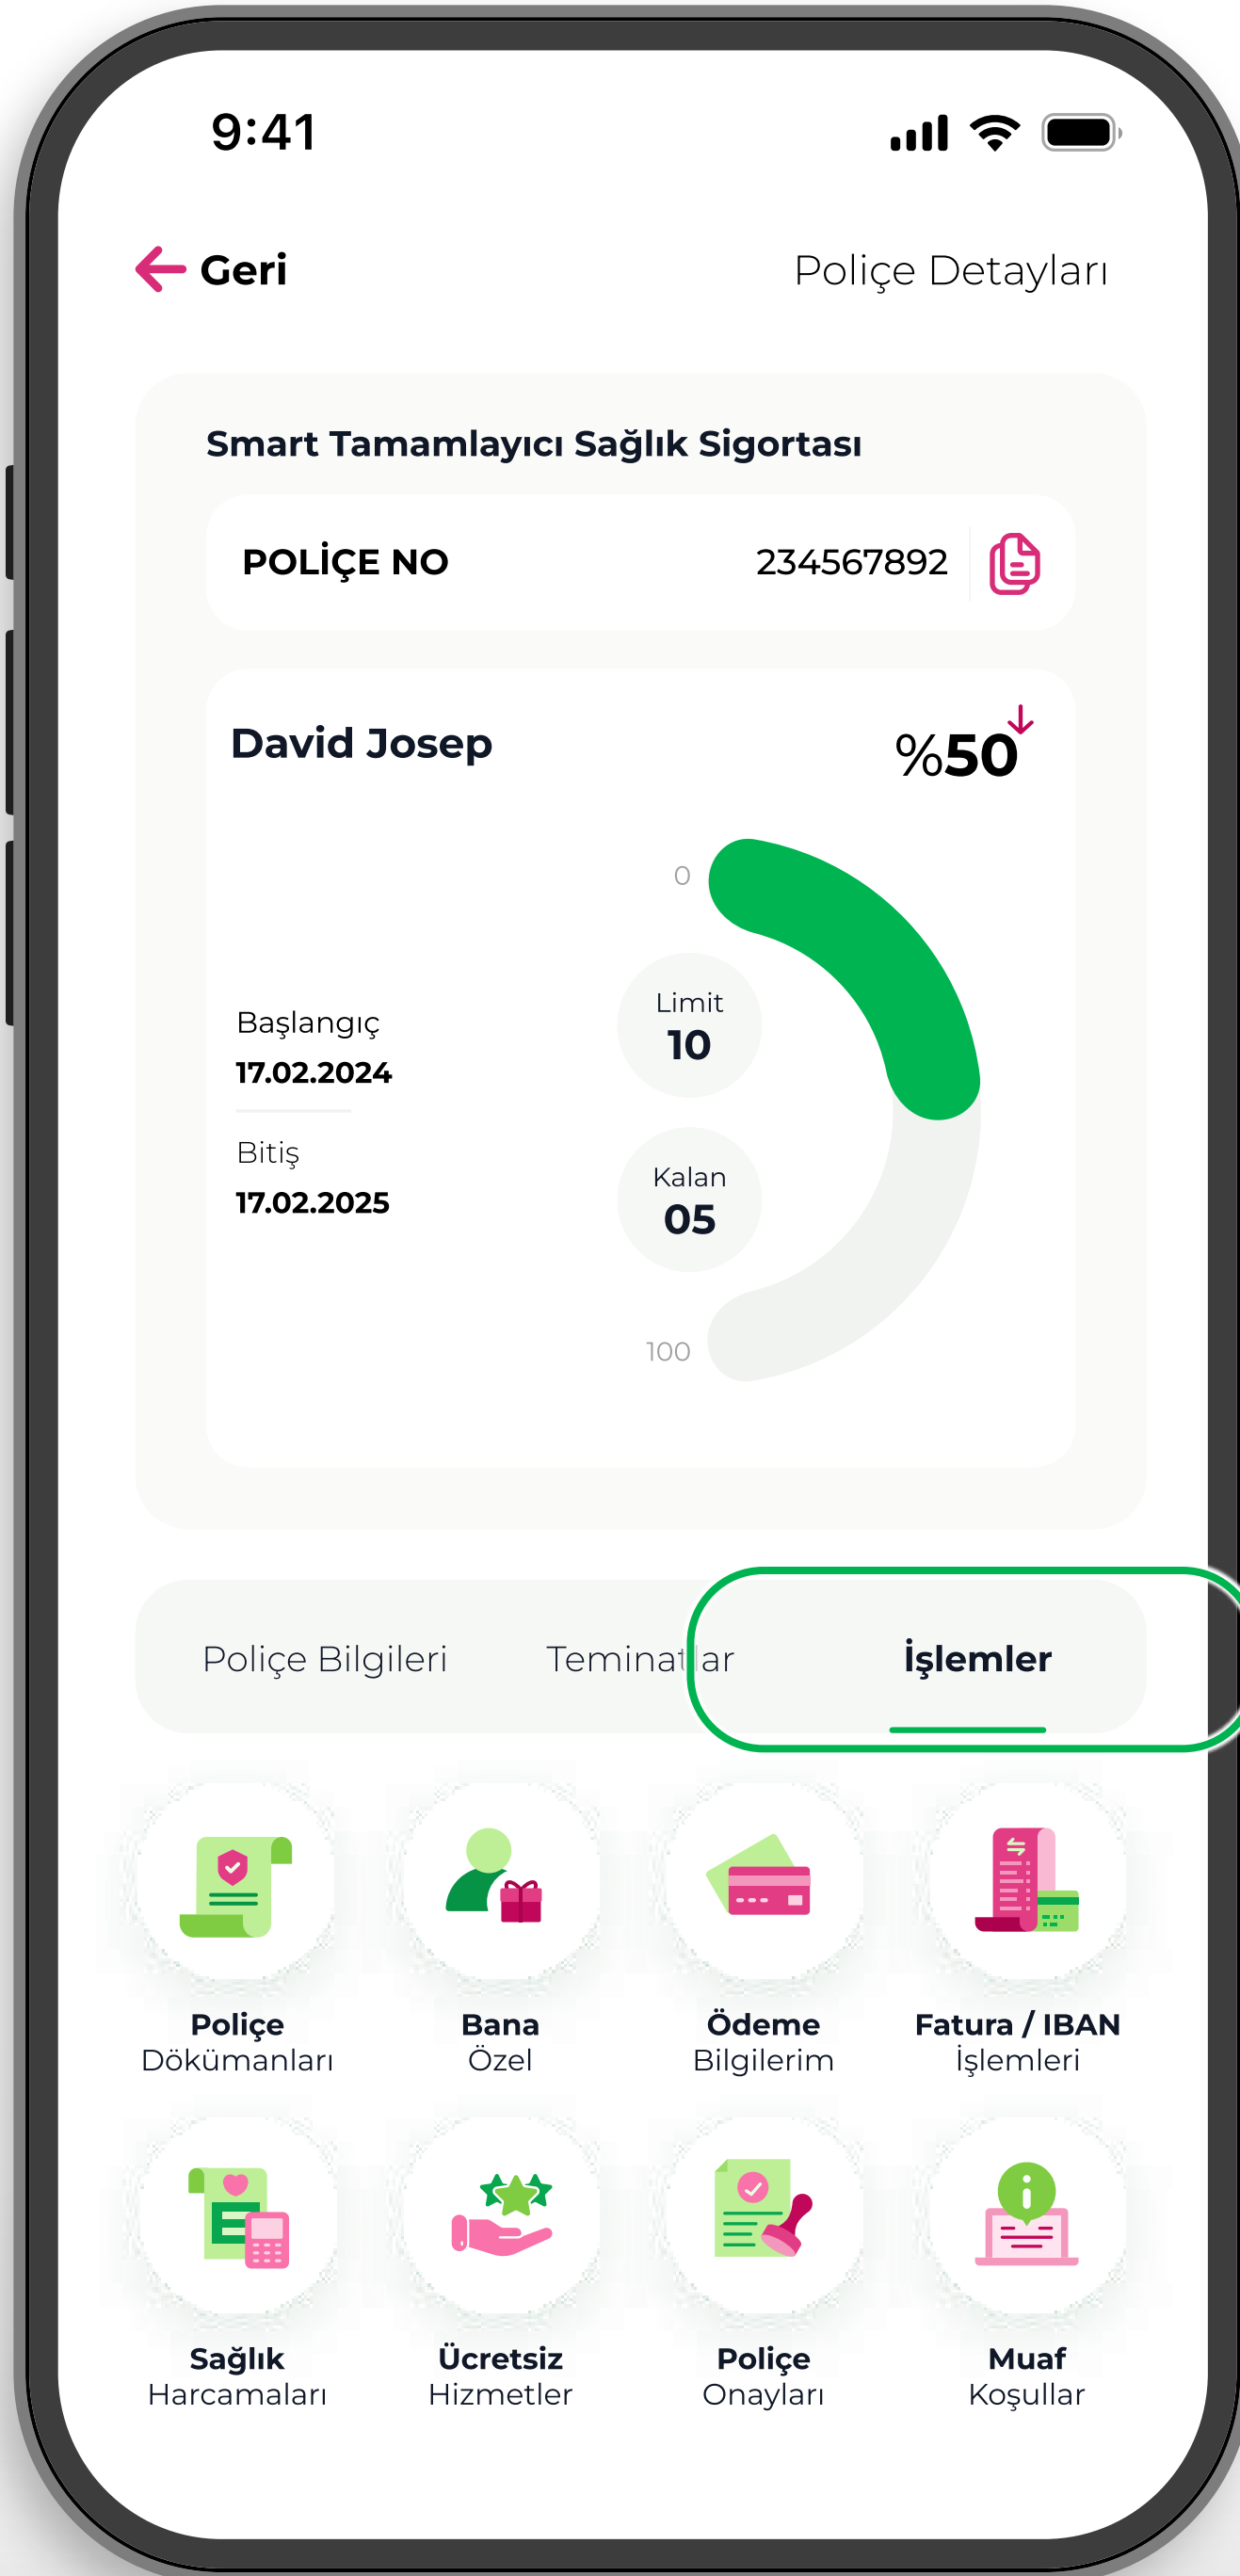 9:41
Geri
Poliçe Detayları
Smart Tamamlayıcı Sağlık Sigortası
POLİÇE NO
234567892
David Josep
%50
0
Limit
10
Başlangıç
17.02.2024
Bitiş
17.02.2025
Kalan
05
100
Poliçe Bilgileri
Teminatlar
İşlemler
Poliçe
Dökümanları
Bana
Özel
Ödeme
Bilgilerim
Fatura / IBAN
İşlemleri
Sağlık
Harcamaları
Ücretsiz
Hizmetler
Poliçe
Onayları
Muaf
Koşullar